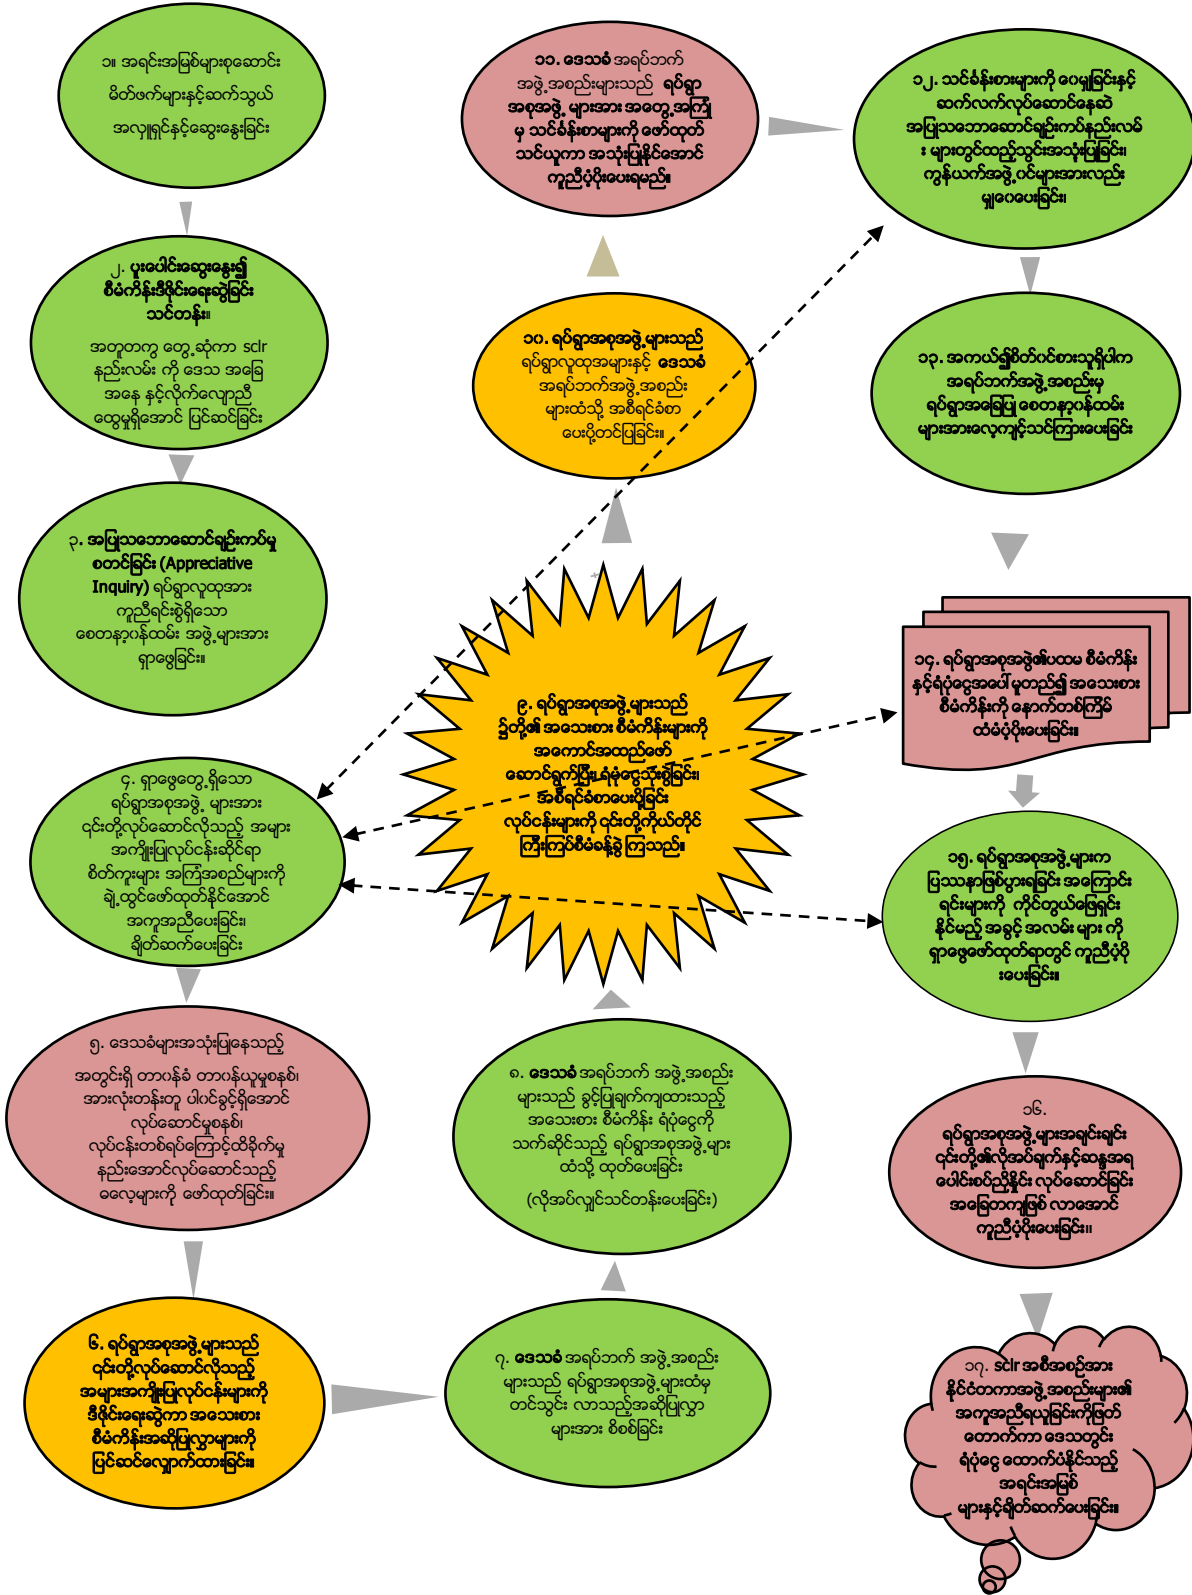 ၁။ အရင်းအမြစ်များစုဆောင်း
မိတ်ဖက်များနှင့်ဆက်သွယ်
အလှူရှင်နှင့်ဆွေးနွေးခြင်း
၂. ပူးပေါင်းဆွေးနွေး၍
စီမံကိန်းဒီဇိုင်းရေးဆွဲခြင်း
သင်တန်း။
အတူတကွ တွေ့ဆုံကာ sclr
နည်းလမ်း ကို ဒေသ အခြေ
အနေ နှင့်လိုက်လျောညီ
ထွေမှုရှိအောင် ပြင်ဆင်ခြင်း
၃. အပြုသဘောဆောင်ချဉ်းကပ်မှု
စတင်ခြင်း (Appreciative
Inquiry) ရပ်ရွာလူထုအား
ကူညီရင်းစွဲရှိသော
စေတနာ့ဂန်ထမ်း အဖွဲ့များအား
ရှာဖွေခြင်း။
၄. ရှာဖွေတွေ့ရှိသော
ရပ်ရွာအစုအဖွဲ့ များအား
၎င်းတို့လုပ်ဆောင်လိုသည့် အများ
အကျိုးပြုလုပ်ငန်းဆိုင်ရာ
စိတ်ကူးများ အကြံအစည်များကို
ချဲ့ထွင်ဖော်ထုတ်နိုင်အောင်
အကူအညီပေးခြင်း၊
ချိတ်ဆက်ပေးခြင်း
၅. ဒေသခံများအသုံးပြုနေသည့်
အတွင်းရှိ တာဂန်ခံ တာဂန်ယူမှုစနစ်၊
အားလုံးတန်းတူ ပါဂင်ခွင့်ရှိအောင်
လုပ်ဆောင်မှုစနစ်၊
လုပ်ငန်းတစ်ရပ်ကြောင့်ထိခိုက်မှု
နည်းအောင်လုပ်ဆောင်သည့်
ဓလေ့များကို ဖော်ထုတ်ခြင်း။
၆. ရပ်ရွာအစုအဖွဲ့များသည်
၎င်းတို့လုပ်ဆောင်လိုသည့်
အများအကျိုးပြုလုပ်ငန်းများကို
ဒီဇိုင်းရေးဆွဲကာ အသေးစား
စီမံကိန်းအဆိုပြုလွှာများကို
ပြင်ဆင်လျှောက်ထားခြင်း။
၇. ဒေသခံ အရပ်ဘက် အဖွဲ့အစည်း
များသည် ရပ်ရွာအစုအဖွဲ့များထံမှ
တင်သွင်း လာသည့်အဆိုပြုလွှာ
များအား စိစစ်ခြင်း
၈. ဒေသခံ အရပ်ဘက် အဖွဲ့အစည်း
များသည် ခွင့်ပြုချက်ကျထားသည့်
အသေးစား စီမံကိန်း ရံပုံငွေကို
သက်ဆိုင်သည့် ရပ်ရွာအစုအဖွဲ့များ
ထံသို့ ထုတ်ပေးခြင်း
(လိုအပ်လျှင်သင်တန်းပေးခြင်း)
၉. ရပ်ရွာအစုအဖွဲ့များသည်
၌တို့၏ အသေးစား စီမံကိန်းများကို
အကောင်အထည်ဖော်
ဆောင်ရွက်ပြီး၊ ရံမုံငွေသုံးစွဲခြင်း၊
အစီရင်ခံစာပေးပို့ခြင်း
လုပ်ငန်းများကို ၎င်းတို့ကိုယ်တိုင်
ကြီးကြပ်စီမံခန့်ခွဲ ကြသည်။
၁၀. ရပ်ရွာအစုအဖွဲ့များသည်
ရပ်ရွာလူထုအများနှင့် ဒေသခံ
အရပ်ဘက်အဖွဲ့အစည်း
များထံသို့ အစီရင်ခံစာ
ပေးပို့တင်ပြခြင်း။
၁၁. ဒေသခံ အရပ်ဘက်
အဖွဲ့အစည်းများသည် ရပ်ရွာ
အစုအဖွဲ့ များအား အတွေ့အကြုံ
မှ သင်ခန်းစာများကို ဖော်ထုတ်
သင်ယူကာ အသုံးပြုနိုင်အောင်
ကူညီပံ့ပိုးပေးရမည်။
၁၂. သင်ခန်းစားများကို ဝေမျှခြင်းနှင့်
ဆက်လက်လုပ်ဆောင်နေဆဲ
အပြုသဘောဆောင်ချဉ်းကပ်နည်းလမ်
း များတွင်ထည့်သွင်းအသုံးပြုခြင်း၊
ကွန်ယက်အဖွဲ့ဂင်များအားလည်း
မျှဝေပေးခြင်း၊
၁၃. အကယ်၍စိတ်ဂင်စားသူရှိပါက
အရပ်ဘက်အဖွဲ့အစည်းမှ
ရပ်ရွာအခြေပြု စေတနာ့ဂန်ထမ်း
များအားလေ့ကျင့်သင်ကြားပေးခြင်း
၁၄. ရပ်ရွာအစုအဖွဲ့၏ပထမ စီမံကိန်း
နှင့်ရံပုံငွေအပေါ်မူတည်၍ အသေးစား
စီမံကိန်းကို နောက်တစ်ကြိမ်
ထံမံပံ့ပိုးပေးခြင်း။
၁၅. ရပ်ရွာအစုအဖွဲ့များက
ပြဿနာဖြစ်ပွားရခြင်း အကြောင်း
ရင်းများကို ကိုင်တွယ်ဖြေရှင်း
နိုင်မည့် အခွင့် အလမ်း များ ကို
ရှာဖွေဖော်ထုတ်ရာတွင် ကူညီပံ့ပို
းပေးခြင်း။
၁၆.
ရပ်ရွာအစုအဖွဲ့များအချင်းချင်း
၎င်းတို့၏လိုအပ်ချက်နှင့်ဆန္ဒအရ
ပေါင်းစပ်ညှိနှိုင်း လုပ်ဆောင်ခြင်း
အခြေတကျဖြစ် လာအောင်
ကူညီပံ့ပိုးပေးခြင်း။
၁၇. sclr အစီအစဉ်အား
နိုင်ငံတကာအဖွဲ့အစည်းများ၏
အကူအညီရယူခြင်းကိုဖြတ်
တောက်ကာ ဒေသတွင်း
ရံပုံငွေ ထောက်ပံနိုင်သည့်
အရင်းအမြစ်
များနှင့်ချိတ်ဆက်ပေးခြင်း။